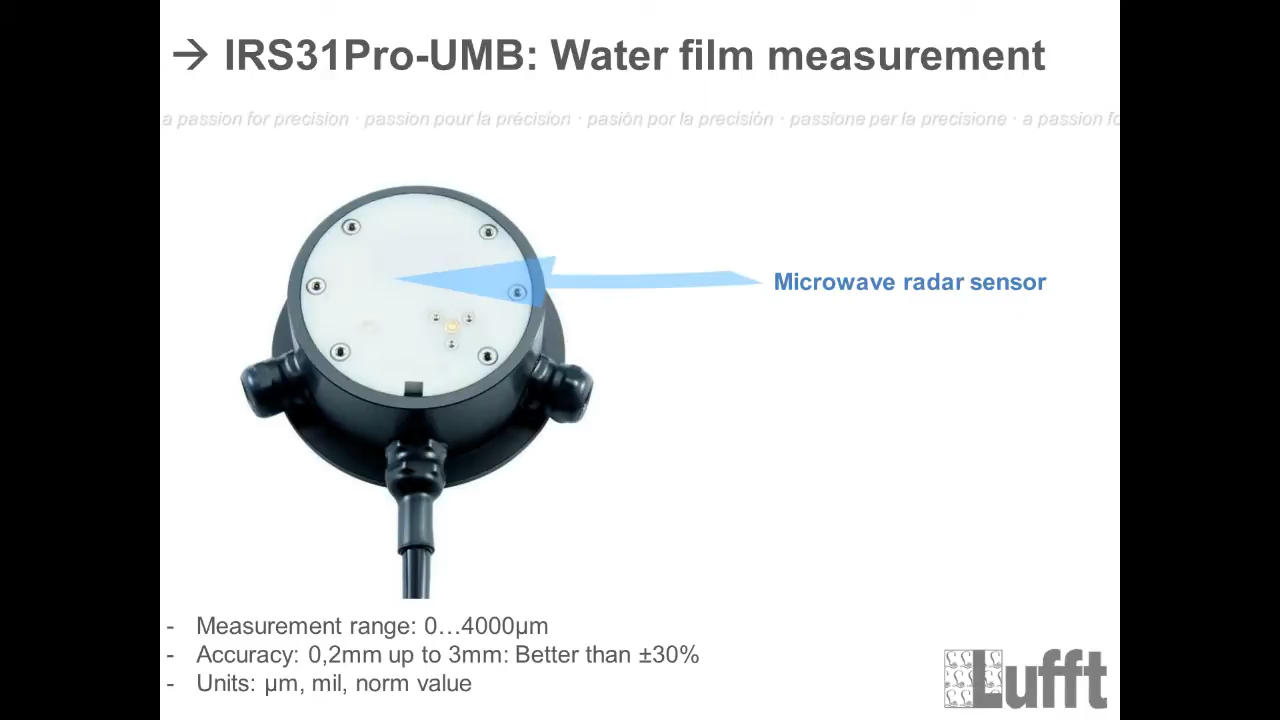 → IRS31Pro-UMB: Water film measurement
a passion for precision · passion pour la précision · pasión por la precisión · passione per la precisione · a passion fo
Microwave radar sensor
- Measurement range: 0…4000µm
- Accuracy: 0,2mm up to 3mm: Better than ±30%
- Units: µm, mil, norm value
Lufft